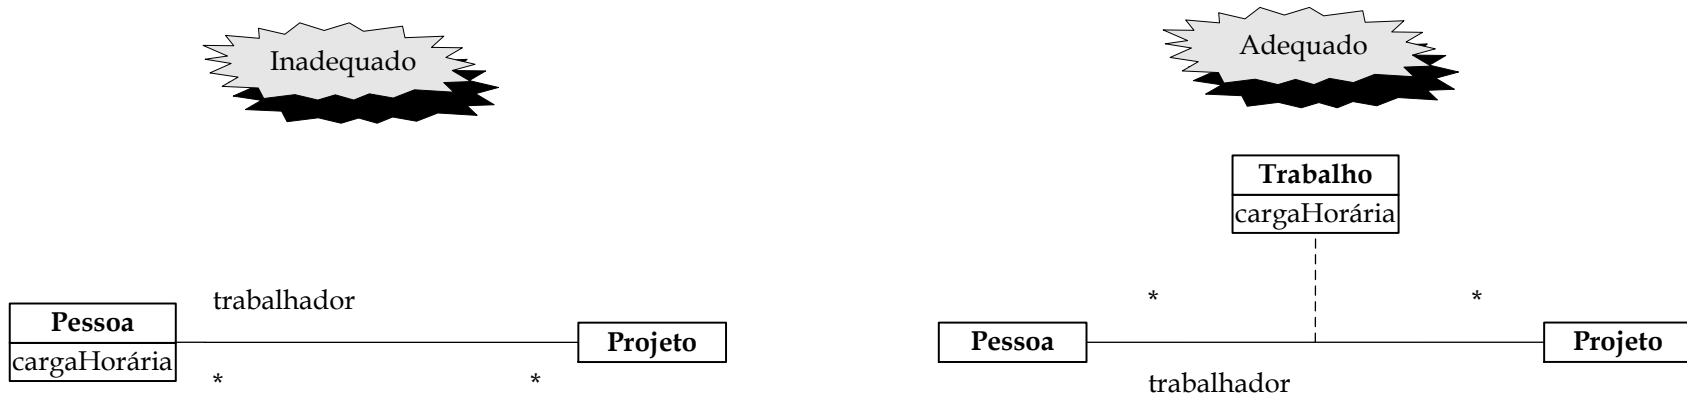 Inadequado
trabalhador
Pessoa
cargaHorária
*
*
Projeto
Adequado
Trabalho
cargaHorária
*
*
Pessoa
Projeto
trabalhador